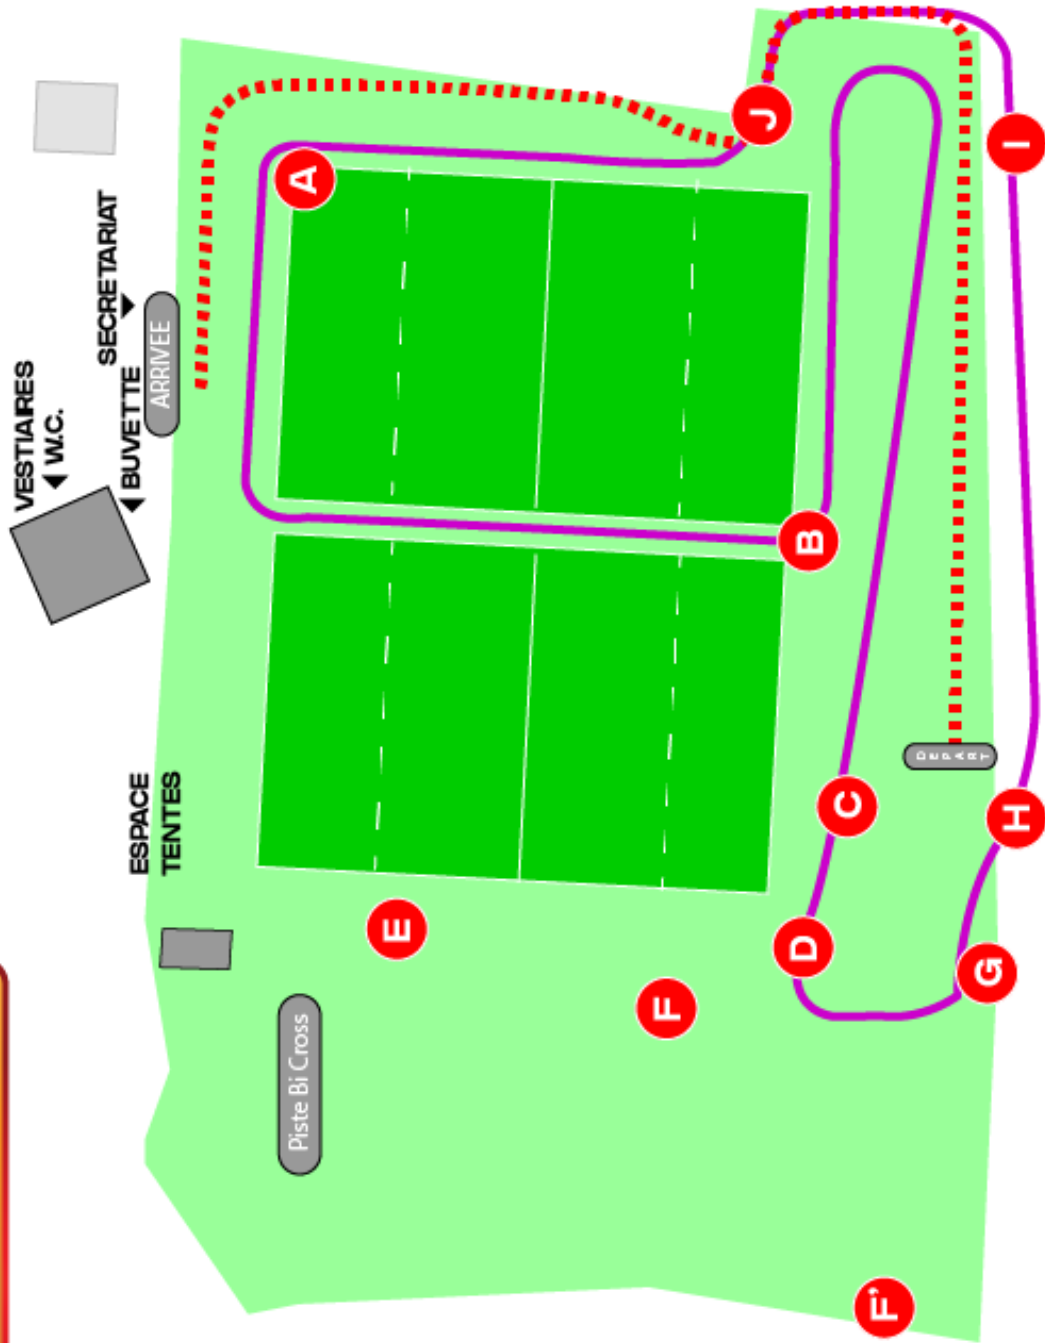 VESTIAIRES
W.C.
BUVETTE
SECRETARIAT
ARRIVEE
ESPACE
TENTES
Piste Bi Cross
DEPART
A
B
C
D
E
F
F'
G
H
I
J